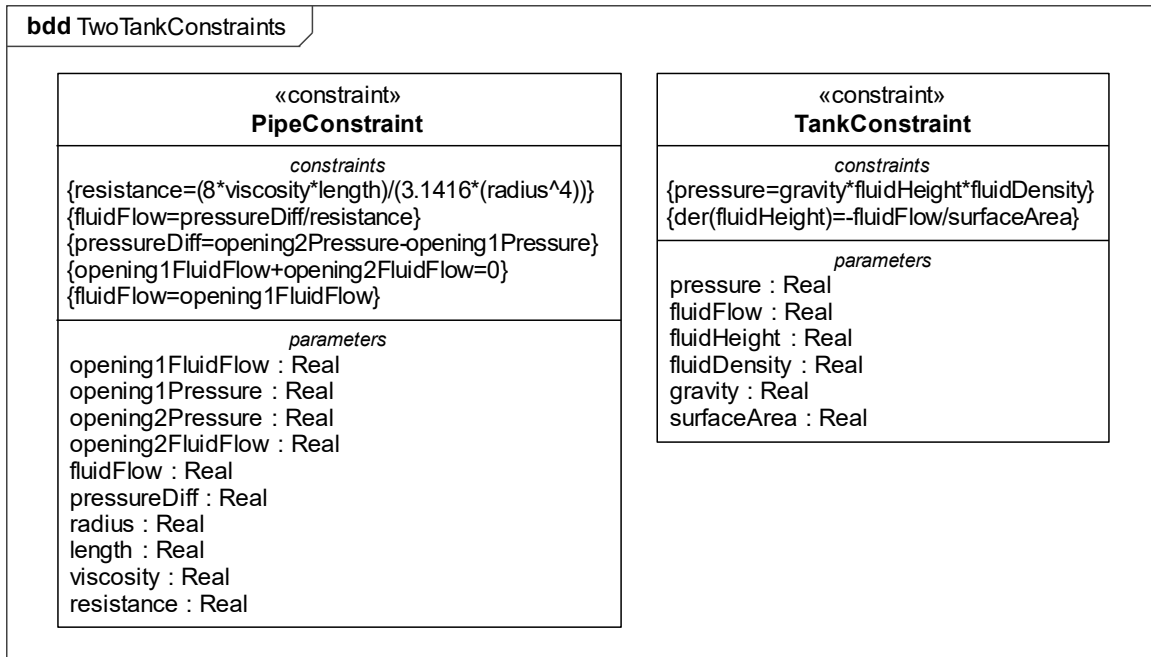 bdd TwoTankConstraints
«constraint»
PipeConstraint
constraints
{resistance=(8*viscosity*length)/(3.1416*(radius^4))}
{fluidFlow=pressureDiff/resistance}
{pressureDiff=opening2Pressure-opening1Pressure}
{opening1FluidFlow+opening2FluidFlow=0}
{fluidFlow=opening1FluidFlow}
parameters
opening1FluidFlow : Real
opening1Pressure : Real
opening2Pressure : Real
opening2FluidFlow : Real
fluidFlow : Real
pressureDiff : Real
radius : Real
length : Real
viscosity : Real
resistance : Real
«constraint»
TankConstraint
constraints
{pressure=gravity*fluidHeight*fluidDensity}
{der(fluidHeight)=-fluidFlow/surfaceArea}
parameters
pressure : Real
fluidFlow : Real
fluidHeight : Real
fluidDensity : Real
gravity : Real
surfaceArea : Real